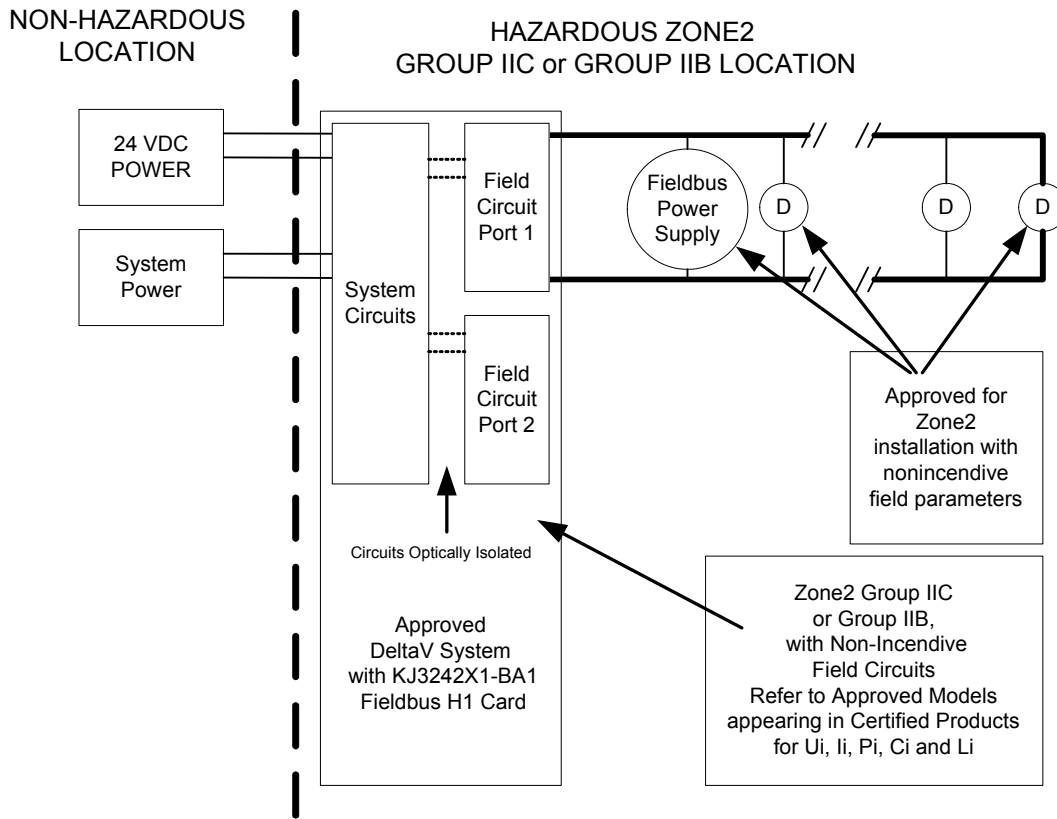 NON-HAZARDOUS
LOCATION
HAZARDOUS ZONE2
GROUP IIC or GROUP IIB LOCATION
24 VDC
POWER
System
Power
System
Circuits
Field
Circuit
Port 1
Field
Circuit
Port 2
Fieldbus
Power
Supply
D
D
D
Circuits Optically Isolated
Approved
DeltaV System
with KJ3242X1-BA1
Fieldbus H1 Card
Approved for
Zone2
installation with
nonincendive
field parameters
Zone2 Group IIC
or Group IIB,
with Non-Incendive
Field Circuits
Refer to Approved Models
appearing in Certified Products
for Ui, Ii, Pi, Ci and Li